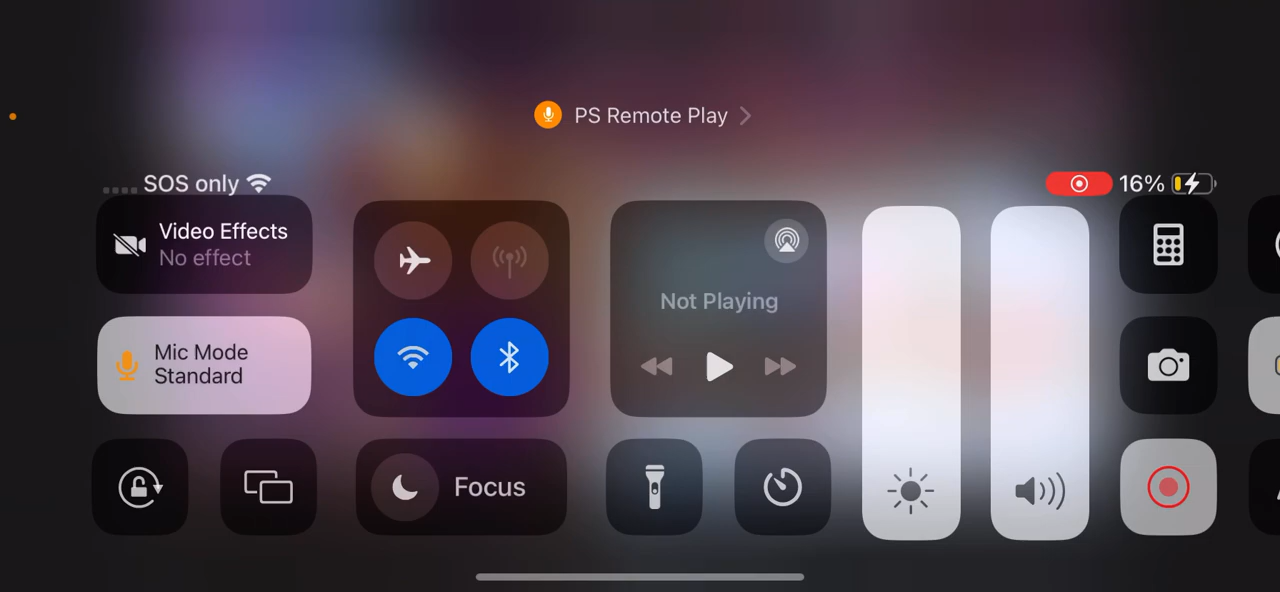 PS Remote Play
SOS only
16%
Video Effects
No effect
Not Playing
Mic Mode
Standard
Focus